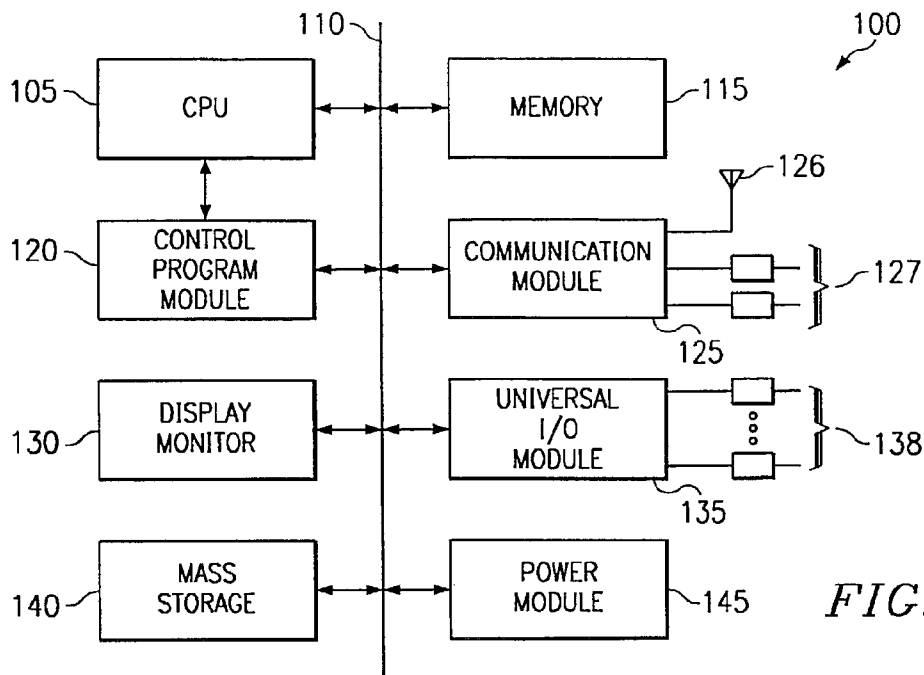 110
100
105
CPU
MEMORY
115
126
120
CONTROL
PROGRAM
MODULE
COMMUNICATION
MODULE
127
125
130
DISPLAY
MONITOR
UNIVERSAL
I/O
MODULE
138
135
140
MASS
STORAGE
POWER
MODULE
145
FIG.